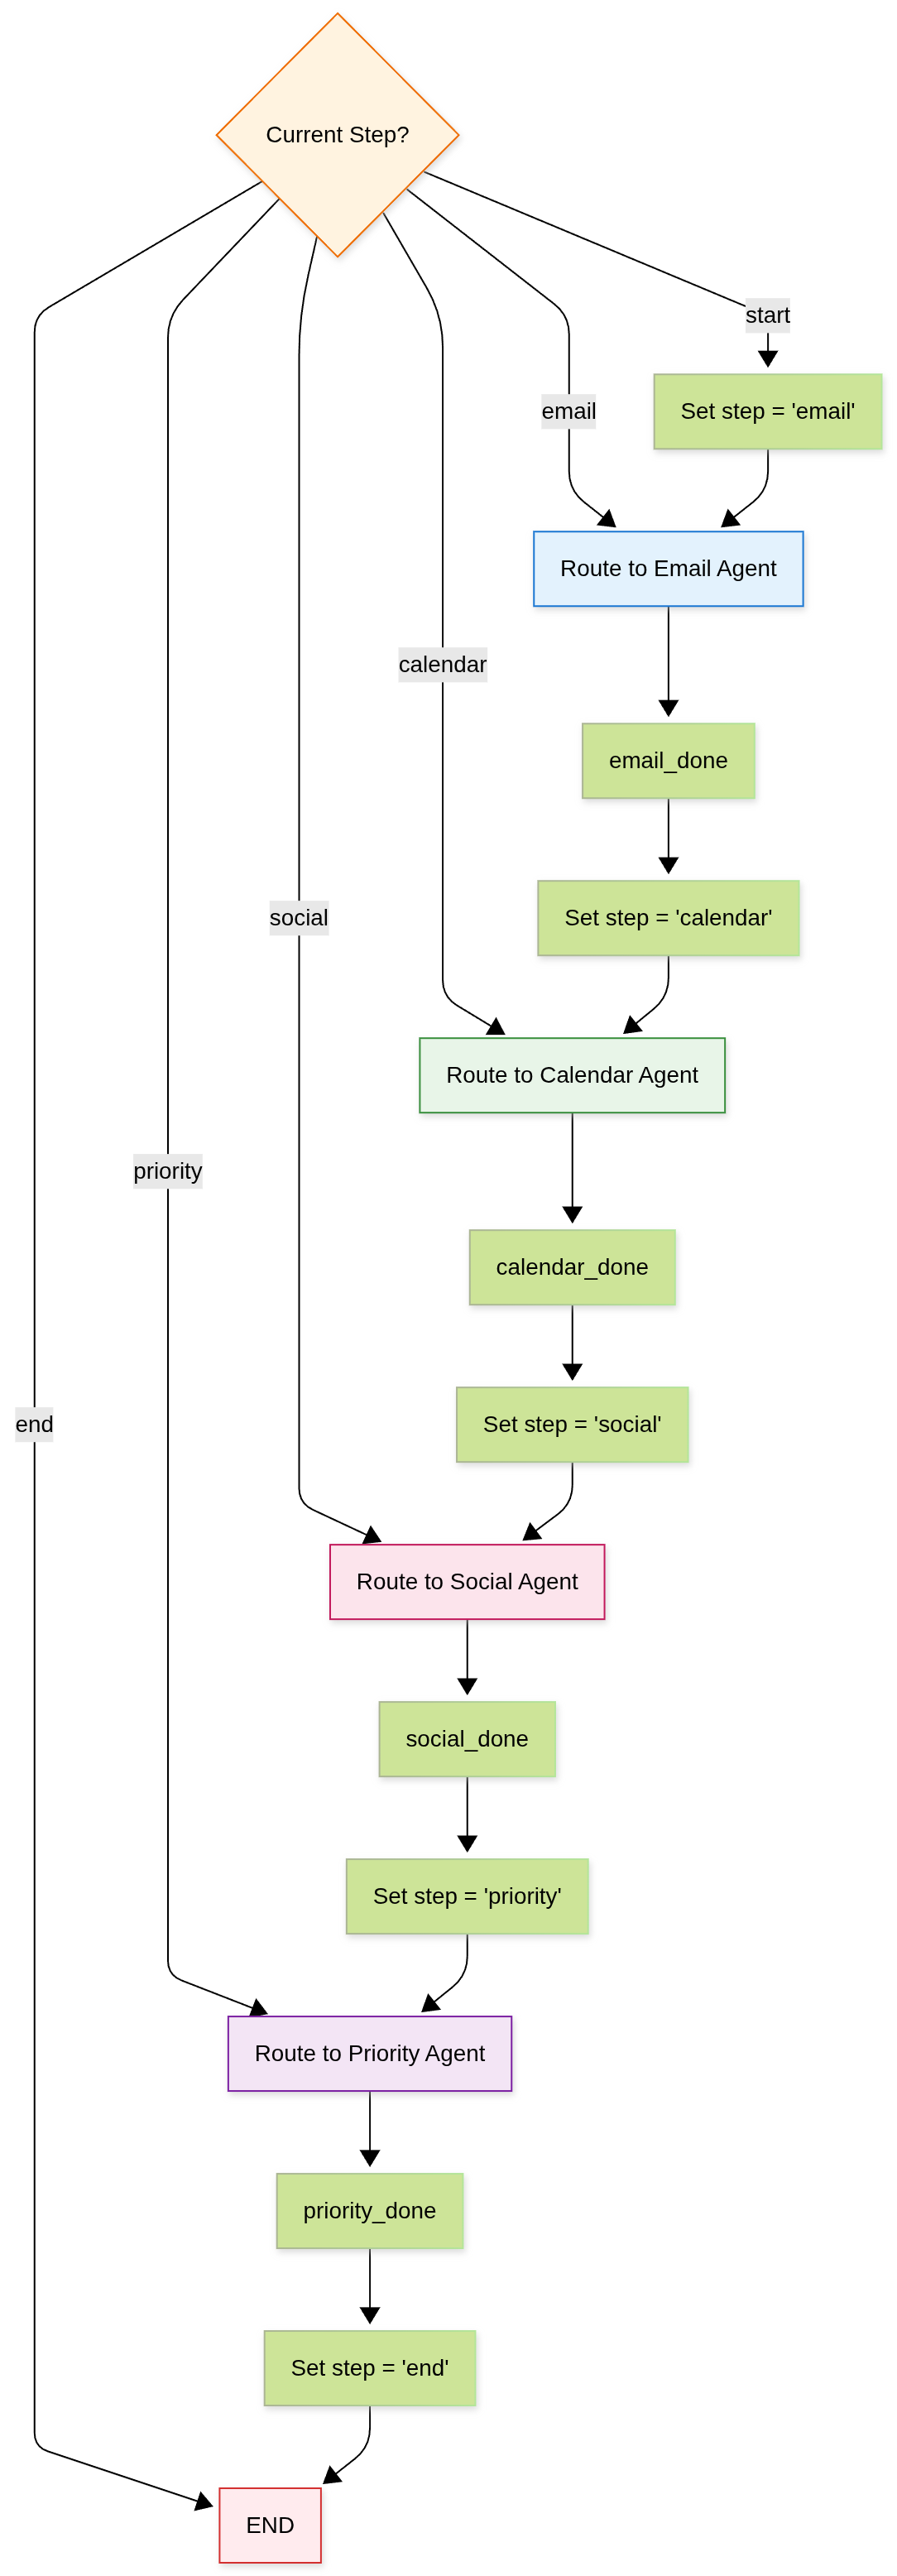 Current Step?
start
Set step = 'email'
email
Route to Email Agent
calendar
email_done
social
Set step = 'calendar'
Route to Calendar Agent
priority
calendar_done
end
Set step = 'social'
Route to Social Agent
social_done
Set step = 'priority'
Route to Priority Agent
priority_done
Set step = 'end'
END